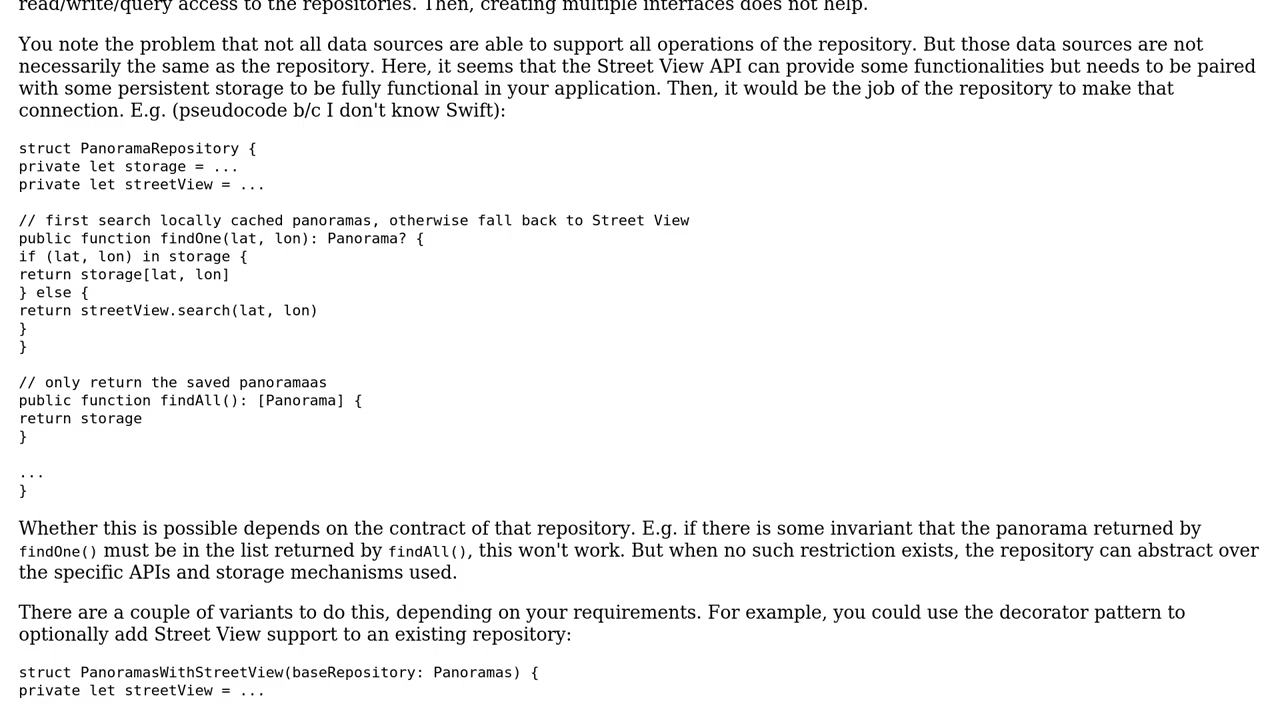 read/write/query access to the repositories. Then, creating multiple interfaces does not help.
You note the problem that not all data sources are able to support all operations of the repository. But those data sources are not
necessarily the same as the repository. Here, it seems that the Street View API can provide some functionalities but needs to be paired
with some persistent storage to be fully functional in your application. Then, it would be the job of the repository to make that
connection. E.g. (pseudocode b/c I don't know Swift):
struct PanoramaRepository {
private let storage = ...
private let streetView = ...
// first search locally cached panoramas, otherwise fall back to Street View
public function findOne(lat, lon): Panorama? {
if (lat, lon) in storage {
return storage[lat, lon]
} else {
return streetView.search(lat, lon)
}
}
// only return the saved panoramaas
public function findAll(): [Panorama] {
return storage
}
...
}
Whether this is possible depends on the contract of that repository. E.g. if there is some invariant that the panorama returned by
findOne() must be in the list returned by findAll(), this won't work. But when no such restriction exists, the repository can abstract over
the specific APIs and storage mechanisms used.
There are a couple of variants to do this, depending on your requirements. For example, you could use the decorator pattern to
optionally add Street View support to an existing repository:
struct PanoramasWithStreetView(baseRepository: Panoramas) {
private let streetView = ...